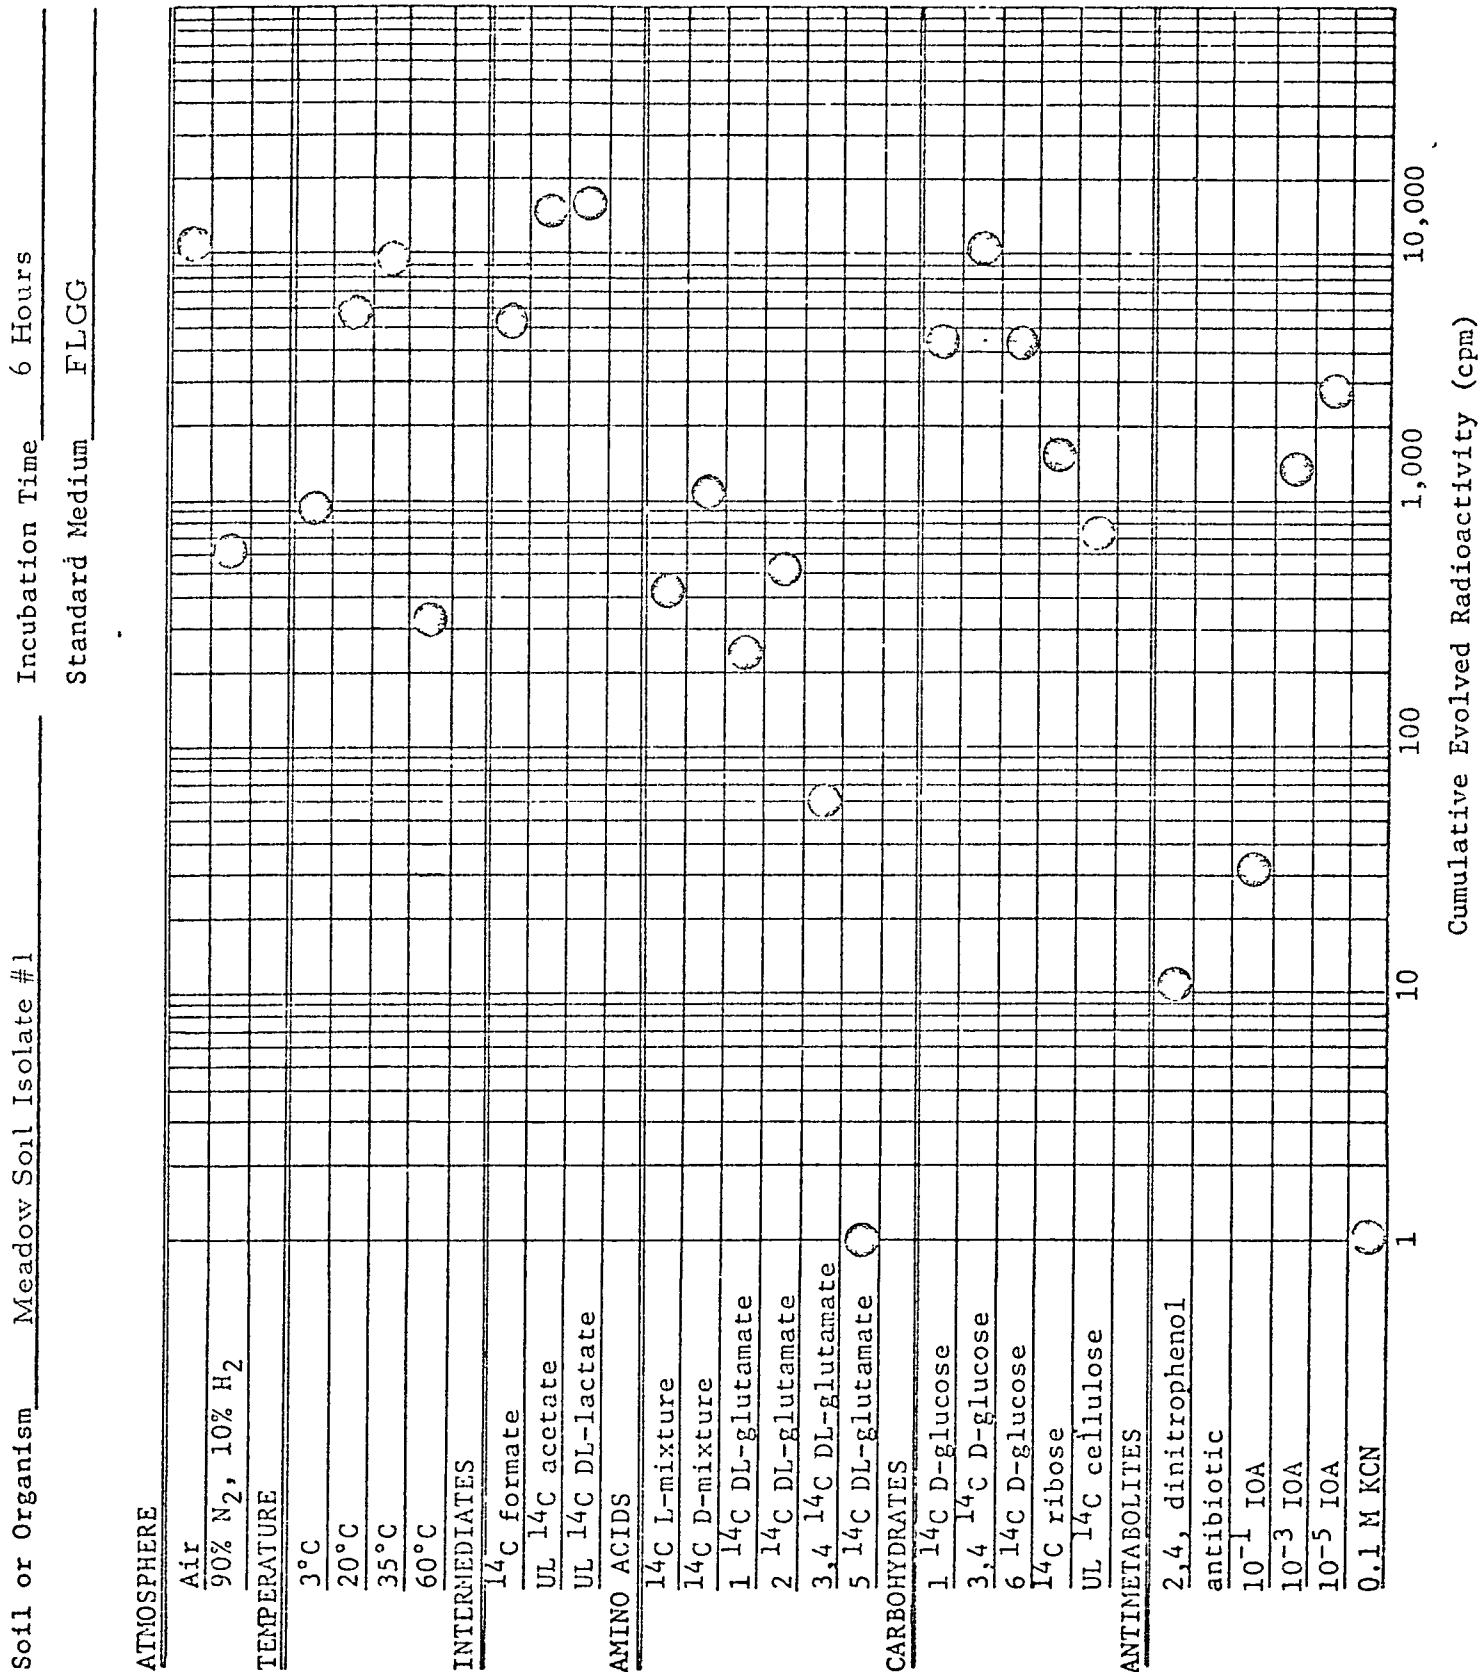 Soil or Organism Meadow Soil Isolate #1 Incubation Time 6 Hours
Standard Medium FLGG
ATMOSPHERE
Air
90% N2, 10% H2
TEMPERATURE
3°C
20°C
35°C
60°C
INTERMEDIATES
14C formate
UL 14C acetate
UL 14C DL-lactate
AMINO ACIDS
14C L-mixture
14C D-mixture
1 14C DL-glutamate
2 14C DL-glutamate
3,4 14C DL-glutamate
5 14C DL-glutamate
CARBOHYDRATES
1 14C D-glucose
3,4 14C D-glucose
6 14C D-glucose
14C ribose
UL 14C cellulose
ANTIMETABOLITES
2,4, dinitrophenol
antibiotic
10-1 IOA
10-3 IOA
10-5 IOA
0.1 M KCN
1 10 100 1,000 10,000
Cumulative Evolved Radioactivity (cpm)